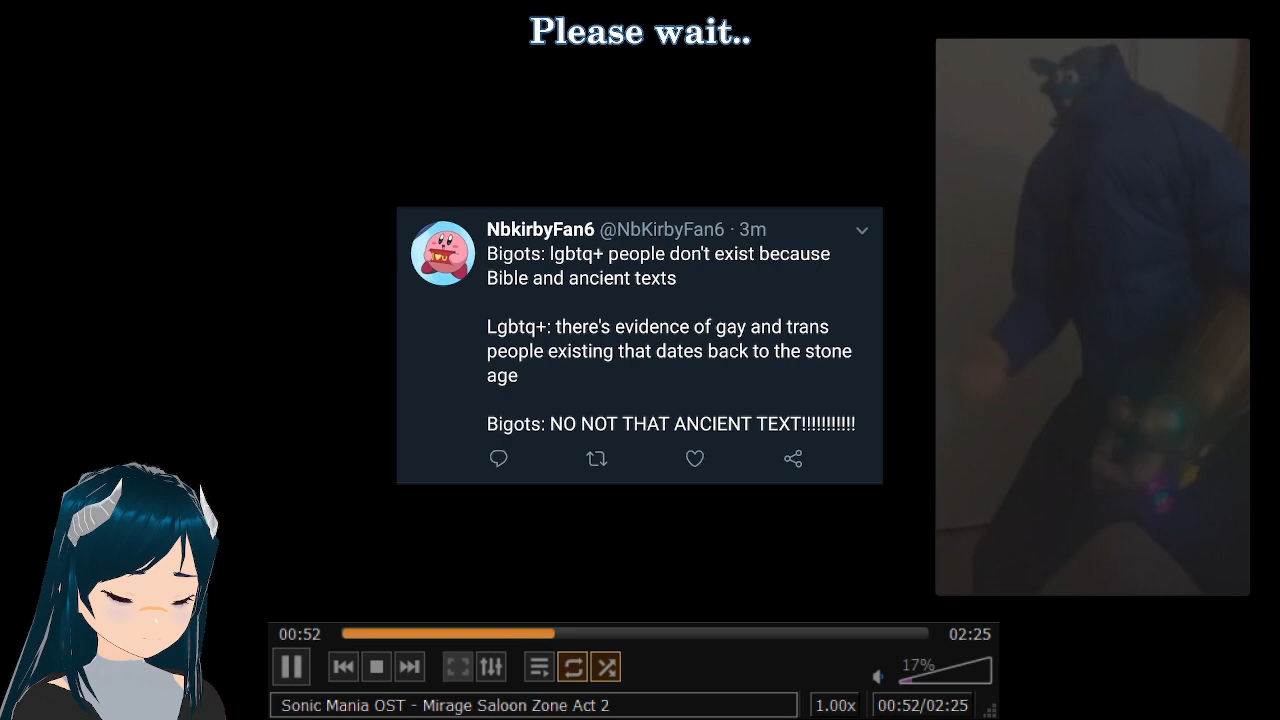 Please wait..
NbkirbyFan6 @NbKirbyFan6 · 3m
Bigots: lgbtq+ people don't exist because
Bible and ancient texts
Lgbtq+: there's evidence of gay and trans
people existing that dates back to the stone
age
Bigots: NO NOT THAT ANCIENT TEXT!!!!!!!!!!!
00:52 02:25
17%
Sonic Mania OST - Mirage Saloon Zone Act 2 1.00x 00:52/02:25